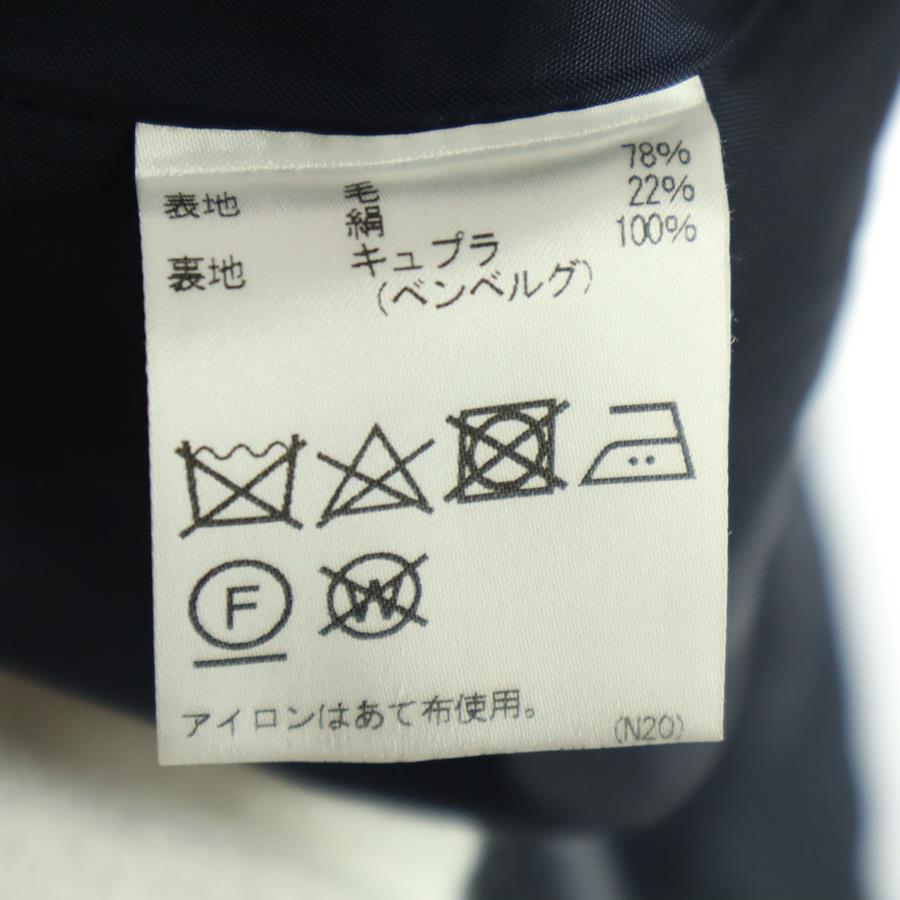 表地 毛 78%
絹 22%
裏地 キュプラ 100%
(ベンベルグ)
F
W
アイロンはあて布使用。
(N20)